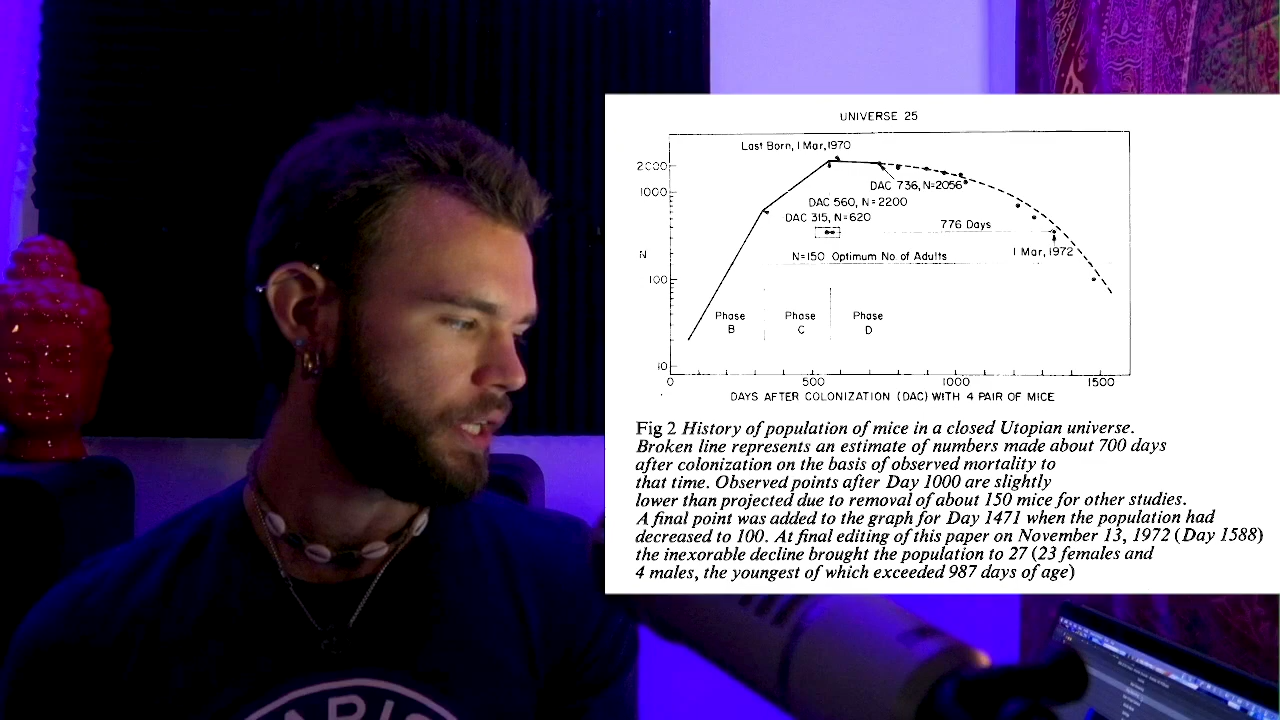 UNIVERSE 25
Last Born, 1 Mar, 1970
2000
1000
DAC 736, N=2056
DAC 560, N=2200
DAC 315, N=620
776 Days
N
N=150 Optimum No. of Adults
1 Mar, 1972
100
Phase B
Phase C
Phase D
10
0 500 1000 1500
DAYS AFTER COLONIZATION (DAC) WITH 4 PAIR OF MICE
Fig 2 History of population of mice in a closed Utopian universe.
Broken line represents an estimate of numbers made about 700 days
after colonization on the basis of observed mortality to
that time. Observed points after Day 1000 are slightly
lower than projected due to removal of about 150 mice for other studies.
A final point was added to the graph for Day 1471 when the population had
decreased to 100. At final editing of this paper on November 13, 1972 (Day 1588)
the inexorable decline brought the population to 27 (23 females and
4 males, the youngest of which exceeded 987 days of age)
PARIS